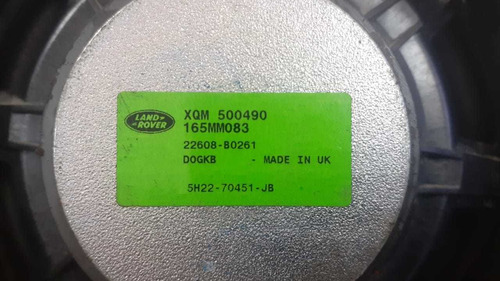 LAND
ROVER
XQM 500490
165MM083
22608-B0261
DOGKB - MADE IN UK
5H22-70451-JB